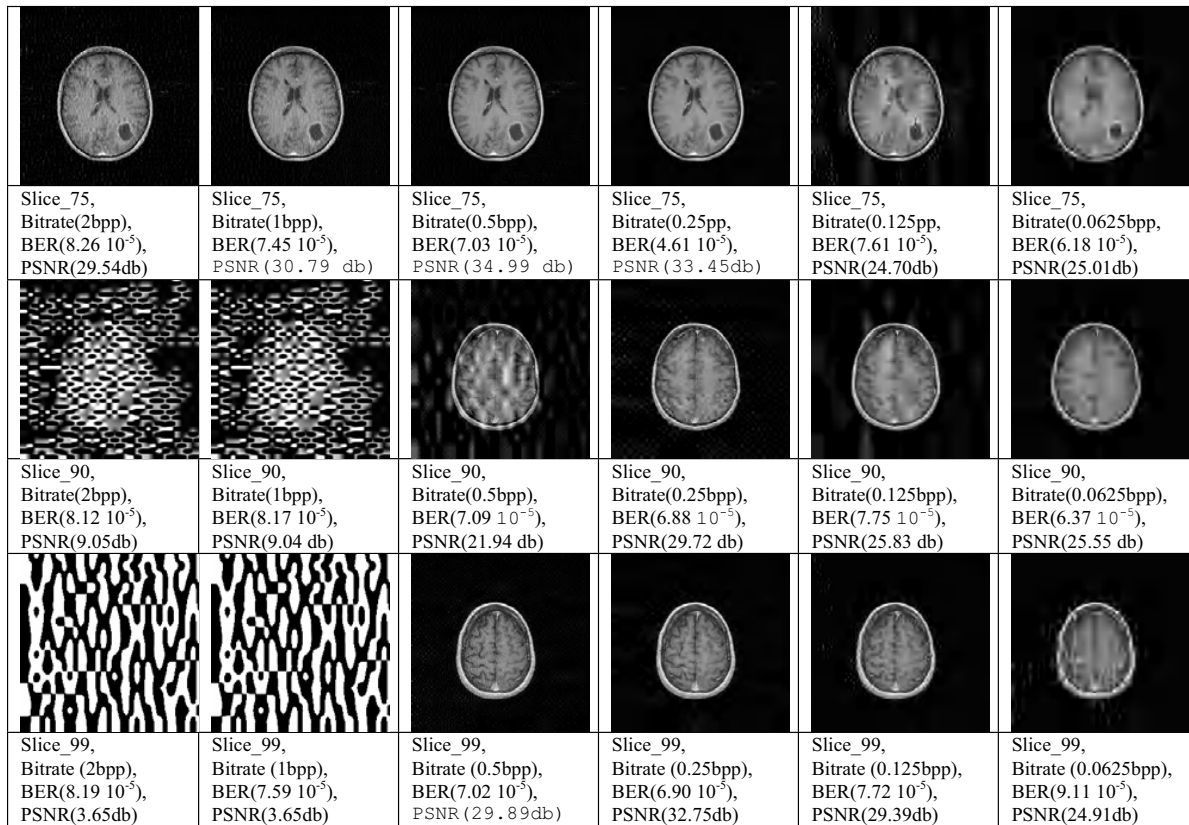 Slice_75,
Bitrate(2bpp),
BER(8.26 10⁻⁵),
PSNR(29.54db)
Slice_75,
Bitrate(1bpp),
BER(7.45 10⁻⁵),
PSNR(30.79 db)
Slice_75,
Bitrate(0.5bpp),
BER(7.03 10⁻⁵),
PSNR(34.99 db)
Slice_75,
Bitrate(0.25pp),
BER(4.61 10⁻⁵),
PSNR(33.45db)
Slice_75,
Bitrate(0.125pp),
BER(7.61 10⁻⁵),
PSNR(24.70db)
Slice_75,
Bitrate(0.0625bpp,
BER(6.18 10⁻⁵),
PSNR(25.01db)
Slice_90,
Bitrate(2bpp),
BER(8.12 10⁻⁵),
PSNR(9.05db)
Slice_90,
Bitrate(1bpp),
BER(8.17 10⁻⁵),
PSNR(9.04 db)
Slice_90,
Bitrate(0.5bpp),
BER(7.09 10⁻⁵),
PSNR(21.94 db)
Slice_90,
Bitrate(0.25bpp),
BER(6.88 10⁻⁵),
PSNR(29.72 db)
Slice_90,
Bitrate(0.125bpp),
BER(7.75 10⁻⁵),
PSNR(25.83 db)
Slice_90,
Bitrate(0.0625bpp),
BER(6.37 10⁻⁵),
PSNR(25.55 db)
Slice_99,
Bitrate (2bpp),
BER(8.19 10⁻⁵),
PSNR(3.65db)
Slice_99,
Bitrate (1bpp),
BER(7.59 10⁻⁵),
PSNR(3.65db)
Slice_99,
Bitrate (0.5bpp),
BER(7.02 10⁻⁵),
PSNR(29.89db)
Slice_99,
Bitrate (0.25bpp),
BER(6.90 10⁻⁵),
PSNR(32.75db)
Slice_99,
Bitrate (0.125bpp),
BER(7.72 10⁻⁵),
PSNR(29.39db)
Slice_99,
Bitrate (0.0625bpp),
BER(9.11 10⁻⁵),
PSNR(24.91db)